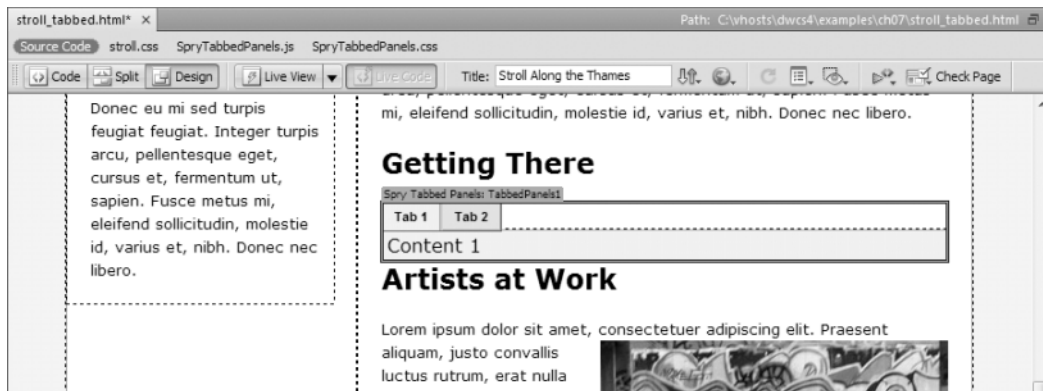 stroll_tabbed.html* ×
Path: C:\vhosts\dwcs4\examples\ch07\stroll_tabbed.html
Source Code stroll.css SpryTabbedPanels.js SpryTabbedPanels.css
Code Split Design Live View Live Code Title: Stroll Along the Thames Check Page
Donec eu mi sed turpis
feugiat feugiat. Integer turpis
arcu, pellentesque eget,
cursus et, fermentum ut,
sapien. Fusce metus mi,
eleifend sollicitudin, molestie
id, varius et, nibh. Donec nec
libero.
mi, eleifend sollicitudin, molestie id, varius et, nibh. Donec nec libero.
Getting There
Spry Tabbed Panels: TabbedPanels1
Tab 1 Tab 2
Content 1
Artists at Work
Lorem ipsum dolor sit amet, consectetuer adipiscing elit. Praesent
aliquam, justo convallis
luctus rutrum, erat nulla